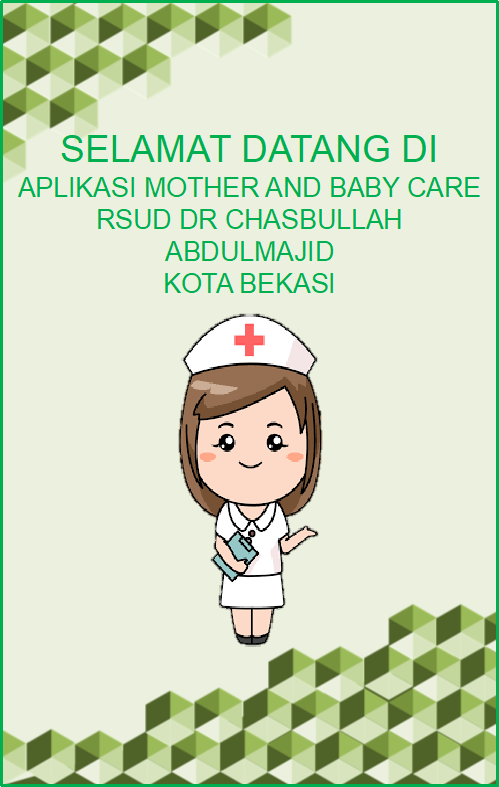 SELAMAT DATANG DI
APLIKASI MOTHER AND BABY CARE
RSUD DR CHASBULLAH
ABDULMAJID
KOTA BEKASI